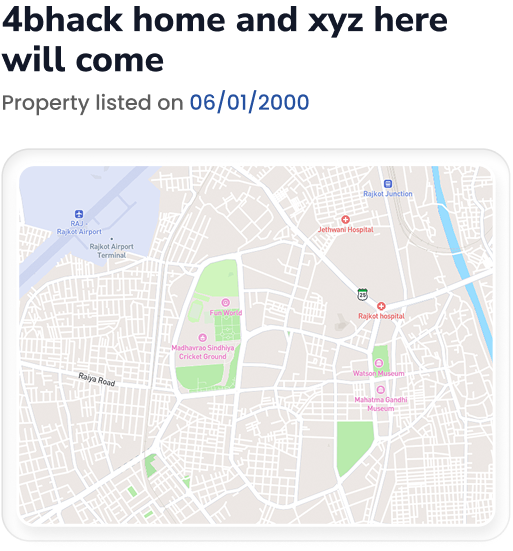 4bhack home and xyz here
will come
Property listed on 06/01/2000
Rajkot Junction
RAJ -
Rajkot Airport
Jethwani Hospital
Rajkot Airport
Terminal
25
Fun World
Rajkot hospital
Madhavrao Sindhiya
Cricket Ground
Watson Museum
Raiya Road
Mahatma Gandhi
Museum